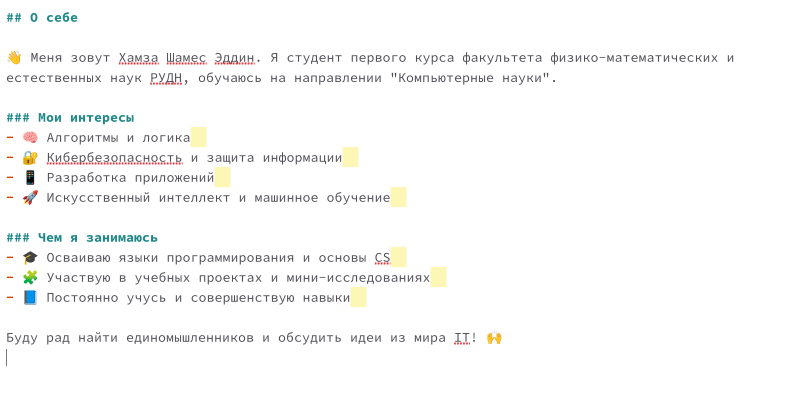 ## О себе
👋 Меня зовут Хамза Шамес Эддин. Я студент первого курса факультета физико-математических и
естественных наук РУДН, обучаюсь на направлении "Компьютерные науки".
### Мои интересы
- 🧠 Алгоритмы и логика
- 🔐 Кибербезопасность и защита информации
- 📱 Разработка приложений
- 🚀 Искусственный интеллект и машинное обучение
### Чем я занимаюсь
- 🎓 Осваиваю языки программирования и основы CS
- 🧩 Участвую в учебных проектах и мини-исследованиях
- 📘 Постоянно учусь и совершенствую навыки
Буду рад найти единомышленников и обсудить идеи из мира IT! 🙌